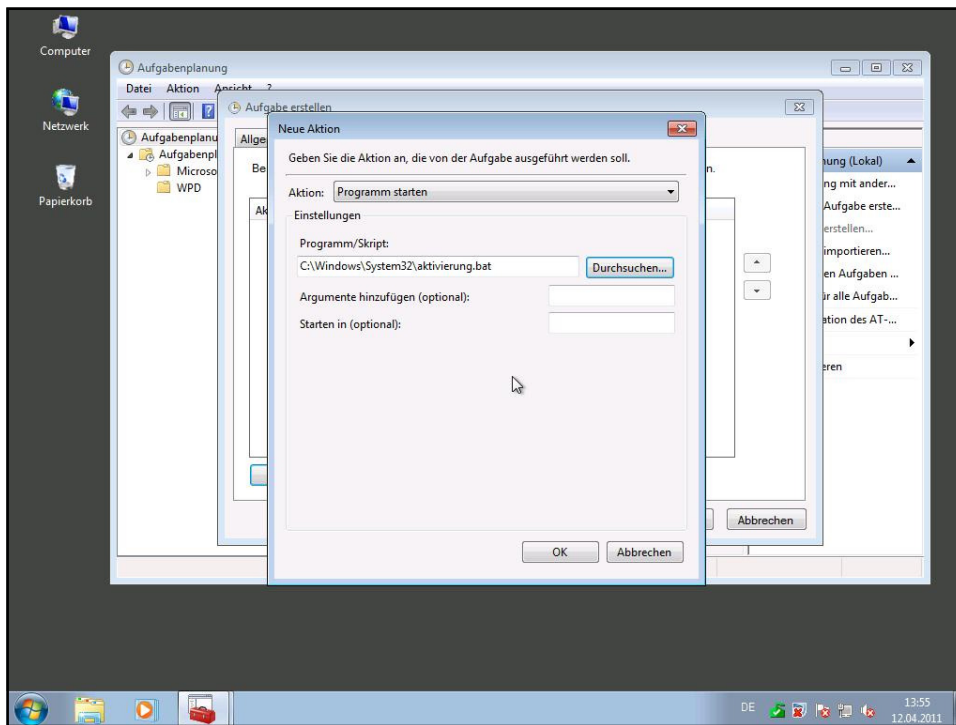 Computer
Netzwerk
Papierkorb
Aufgabenplanung
Datei Aktion Ansicht ?
Aufgabe erstellen
Aufgabenplanu
Aufgabenpl
Microso
WPD
Allge
Be
n.
Ak
Neue Aktion
Geben Sie die Aktion an, die von der Aufgabe ausgeführt werden soll.
Aktion: Programm starten
Einstellungen
Programm/Skript:
C:\Windows\System32\aktivierung.bat Durchsuchen...
Argumente hinzufügen (optional):
Starten in (optional):
OK Abbrechen
Abbrechen
nung (Lokal)
ng mit ander...
Aufgabe erste...
erstellen...
importieren...
en Aufgaben ...
ür alle Aufgab...
ation des AT-...
eren
DE 13:55
12.04.2011